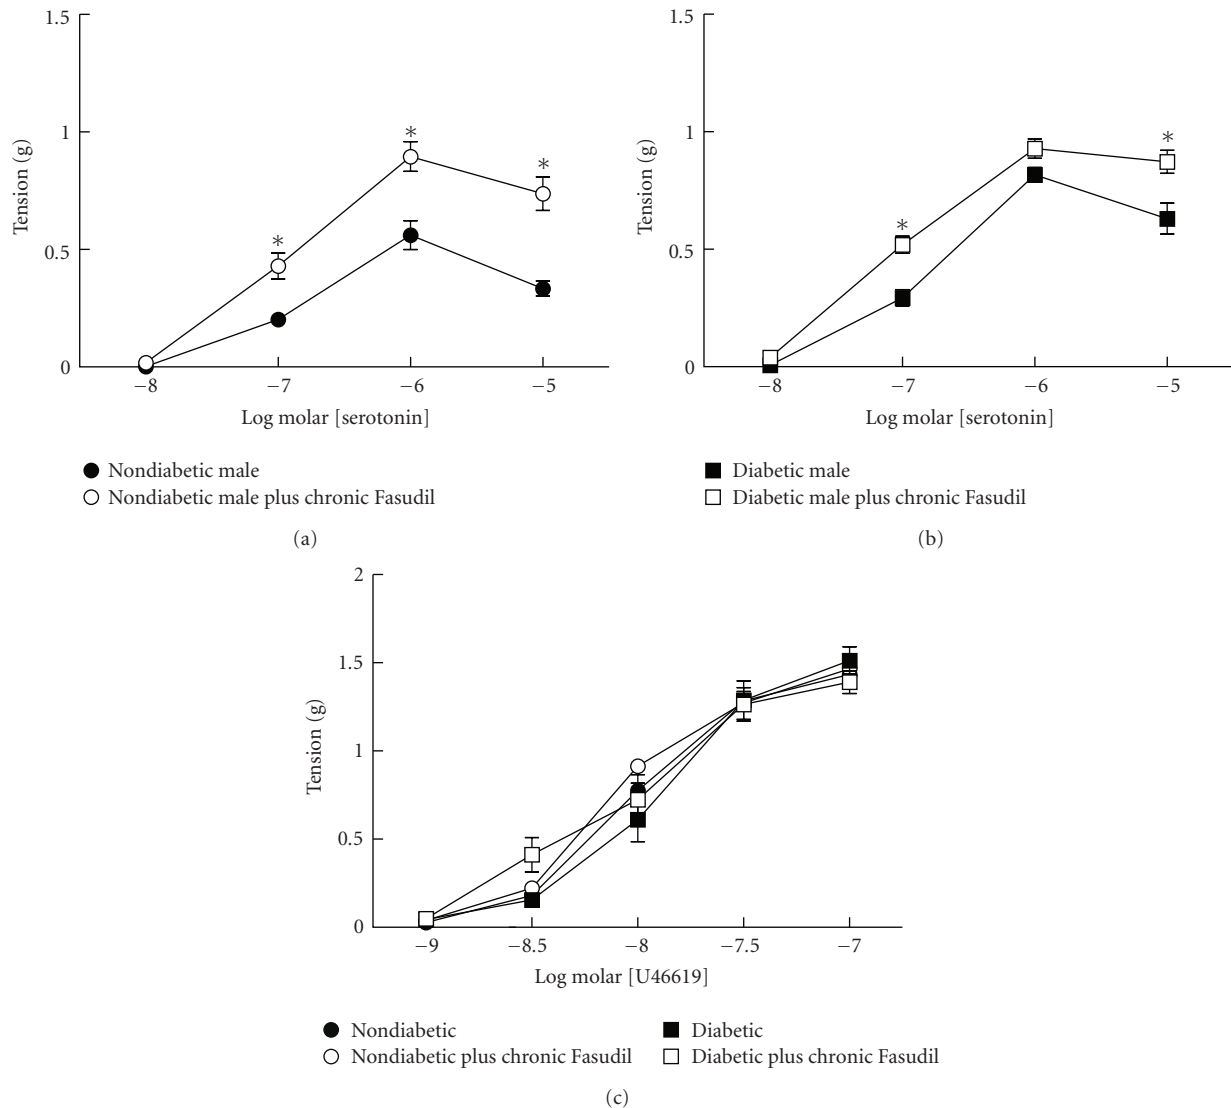 1.5
1
0.5
0
Tension (g)
*
*
*
−8
−7
−6
−5
Log molar [serotonin]
Nondiabetic male
Nondiabetic male plus chronic Fasudil
(a)
1.5
1
0.5
0
Tension (g)
*
*
−8
−7
−6
−5
Log molar [serotonin]
Diabetic male
Diabetic male plus chronic Fasudil
(b)
2
1.5
1
0.5
0
Tension (g)
−9
−8.5
−8
−7.5
−7
Log molar [U46619]
Nondiabetic
Nondiabetic plus chronic Fasudil
Diabetic
Diabetic plus chronic Fasudil
(c)